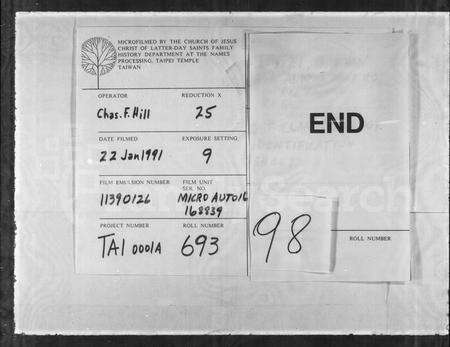 MICROFILMED BY THE CHURCH OF JESUS
CHRIST OF LATTER-DAY SAINTS FAMILY
HISTORY DEPARTMENT AT THE NAMES
PROCESSING, TAIPEI TEMPLE
TAIWAN
OPERATOR REDUCTION X
Chas. F. Hill 25
DATE FILMED EXPOSURE SETTING
22 Jan 1991 9
FILM EMULSION NUMBER FILM UNIT
SER. NO.
11390126 MICRO AUTO 16
168839
PROJECT NUMBER ROLL NUMBER
TAI 0001A 693
END
98
ROLL NUMBER